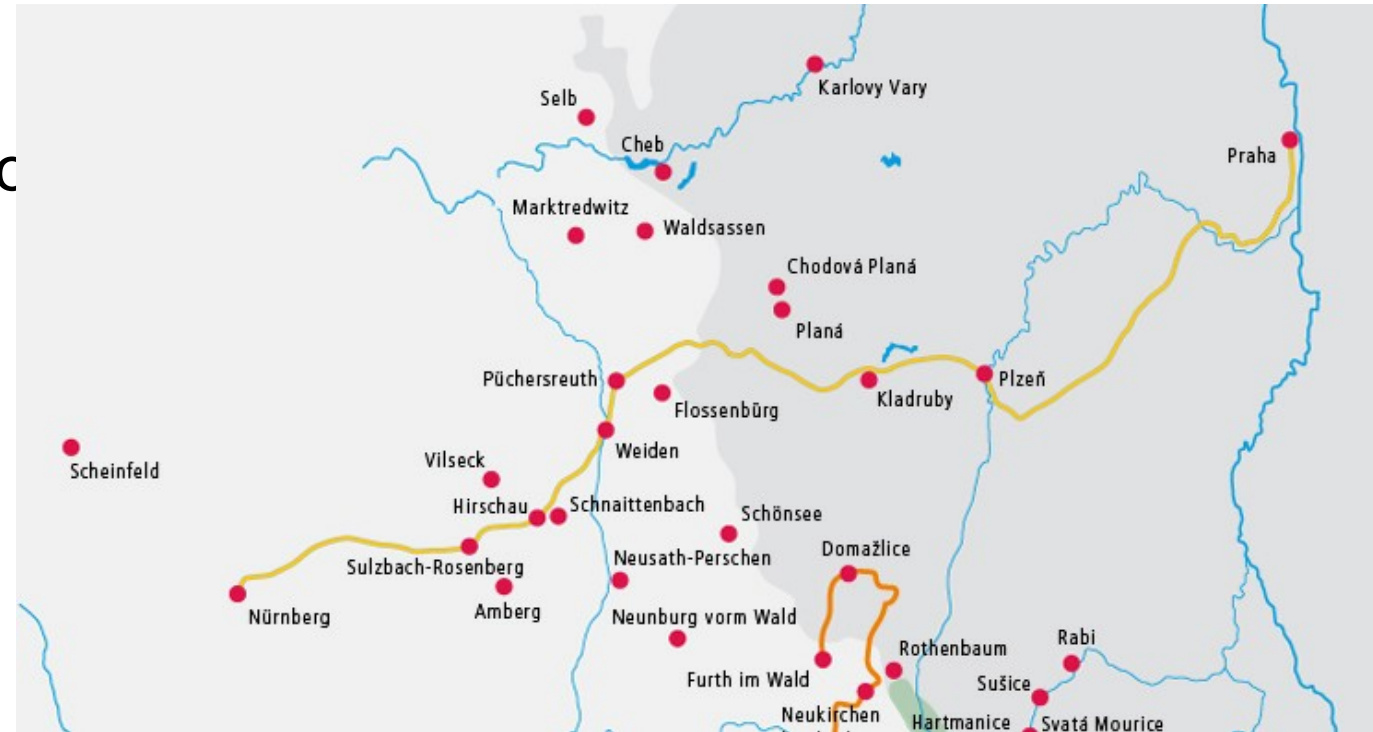 Karlovy Vary
Selb
Cheb
Praha
Marktredwitz
Waldsassen
Chodová Planá
Planá
Püchersreuth
Plzeň
Flossenbürg
Kladruby
Weiden
Scheinfeld
Vilseck
Hirschau
Schnaittenbach
Schönsee
Domažlice
Sulzbach-Rosenberg
Neusath-Perschen
Amberg
Nürnberg
Neunburg vorm Wald
Rabi
Rothenbaum
Furth im Wald
Sušice
Neukirchen
Hartmanice
Svatá Mourice